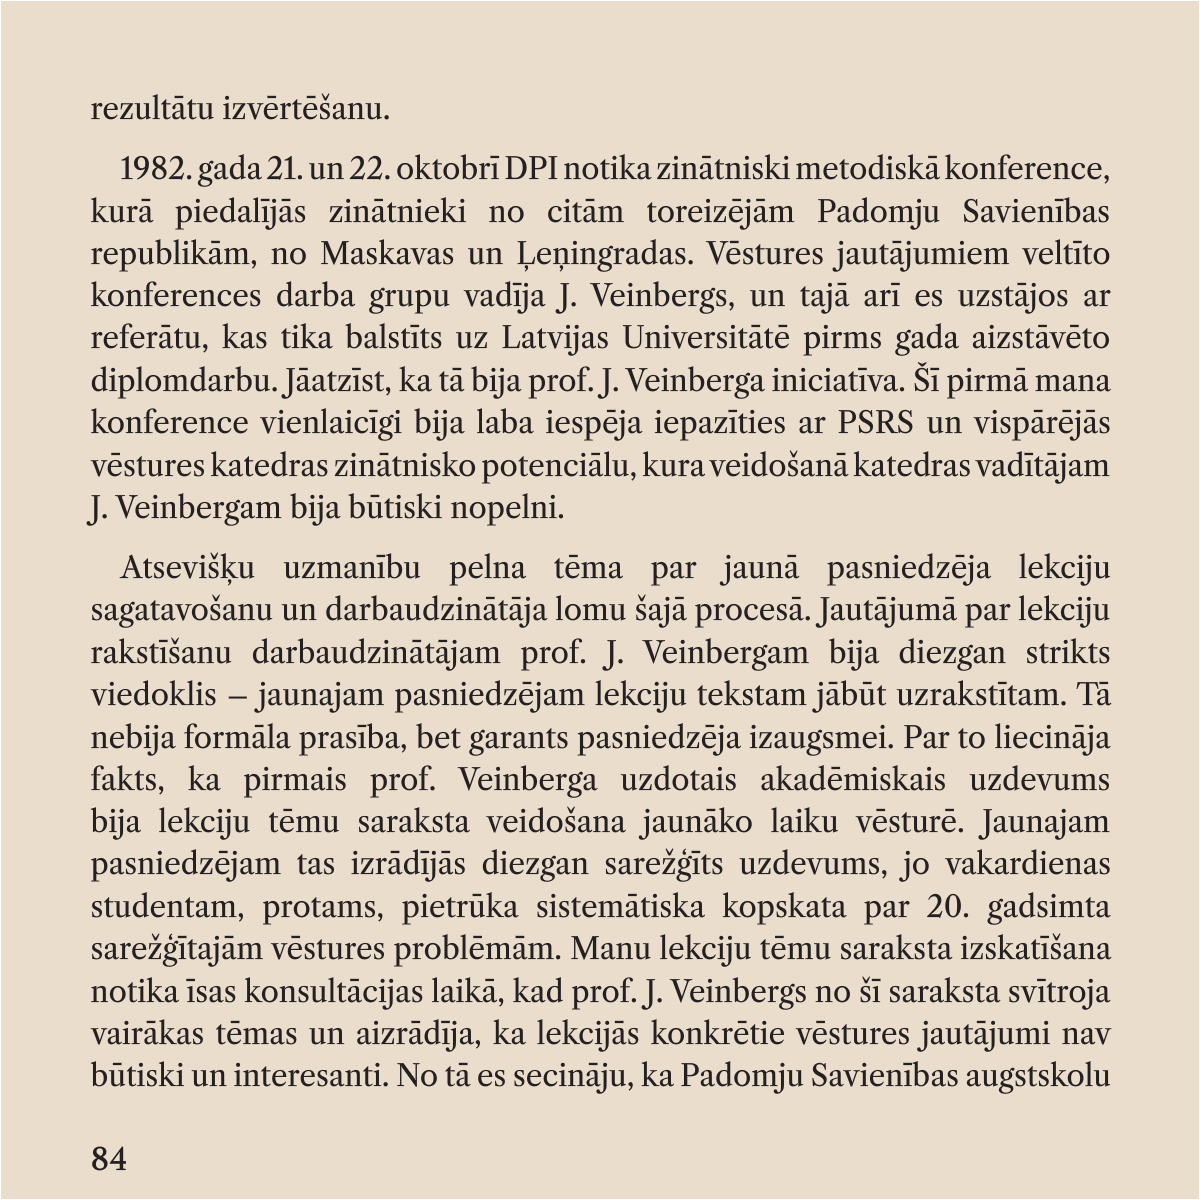 rezultātu izvērtēšanu.
1982. gada 21. un 22. oktobrī DPI notika zinātniski metodiskā konference,
kurā piedalījās zinātnieki no citām toreizējām Padomju Savienības
republikām, no Maskavas un Ļeņingradas. Vēstures jautājumiem veltīto
konferences darba grupu vadīja J. Veinbergs, un tajā arī es uzstājos ar
referātu, kas tika balstīts uz Latvijas Universitātē pirms gada aizstāvēto
diplomdarbu. Jāatzīst, ka tā bija prof. J. Veinberga iniciatīva. Šī pirmā mana
konference vienlaicīgi bija laba iespēja iepazīties ar PSRS un vispārējās
vēstures katedras zinātnisko potenciālu, kura veidošanā katedras vadītājam
J. Veinbergam bija būtiski nopelni.
Atsevišķu uzmanību pelna tēma par jaunā pasniedzēja lekciju
sagatavošanu un darbaudzinātāja lomu šajā procesā. Jautājumā par lekciju
rakstīšanu darbaudzinātājam prof. J. Veinbergam bija diezgan strikts
viedoklis – jaunajam pasniedzējam lekciju tekstam jābūt uzrakstītam. Tā
nebija formāla prasība, bet garants pasniedzēja izaugsmei. Par to liecināja
fakts, ka pirmais prof. Veinberga uzdotais akadēmiskais uzdevums
bija lekciju tēmu saraksta veidošana jaunāko laiku vēsturē. Jaunajam
pasniedzējam tas izrādījās diezgan sarežģīts uzdevums, jo vakardienas
studentam, protams, pietrūka sistemātiska kopskata par 20. gadsimta
sarežģītajām vēstures problēmām. Manu lekciju tēmu saraksta izskatīšana
notika īsas konsultācijas laikā, kad prof. J. Veinbergs no šī saraksta svītroja
vairākas tēmas un aizrādīja, ka lekcijās konkrētie vēstures jautājumi nav
būtiski un interesanti. No tā es secināju, ka Padomju Savienības augstskolu
84